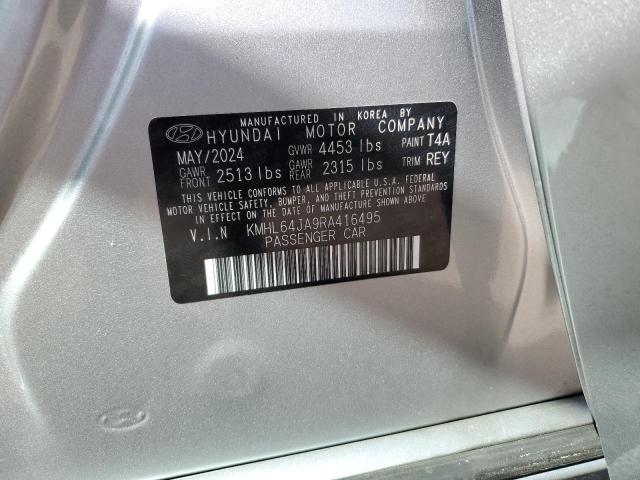 MANUFACTURED IN KOREA BY
HYUNDAI MOTOR COMPANY
MAY/2024 GVWR 4453 lbs PAINT T4A
GAWR FRONT 2513 lbs GAWR REAR 2315 lbs TRIM REY
THIS VEHICLE CONFORMS TO ALL APPLICABLE U.S.A. FEDERAL
MOTOR VEHICLE SAFETY, BUMPER, AND THEFT PREVENTION STANDARDS
IN EFFECT ON THE DATE OF MANUFACTURE SHOWN ABOVE
V.I.N KMHL64JA9RA416495
PASSENGER CAR